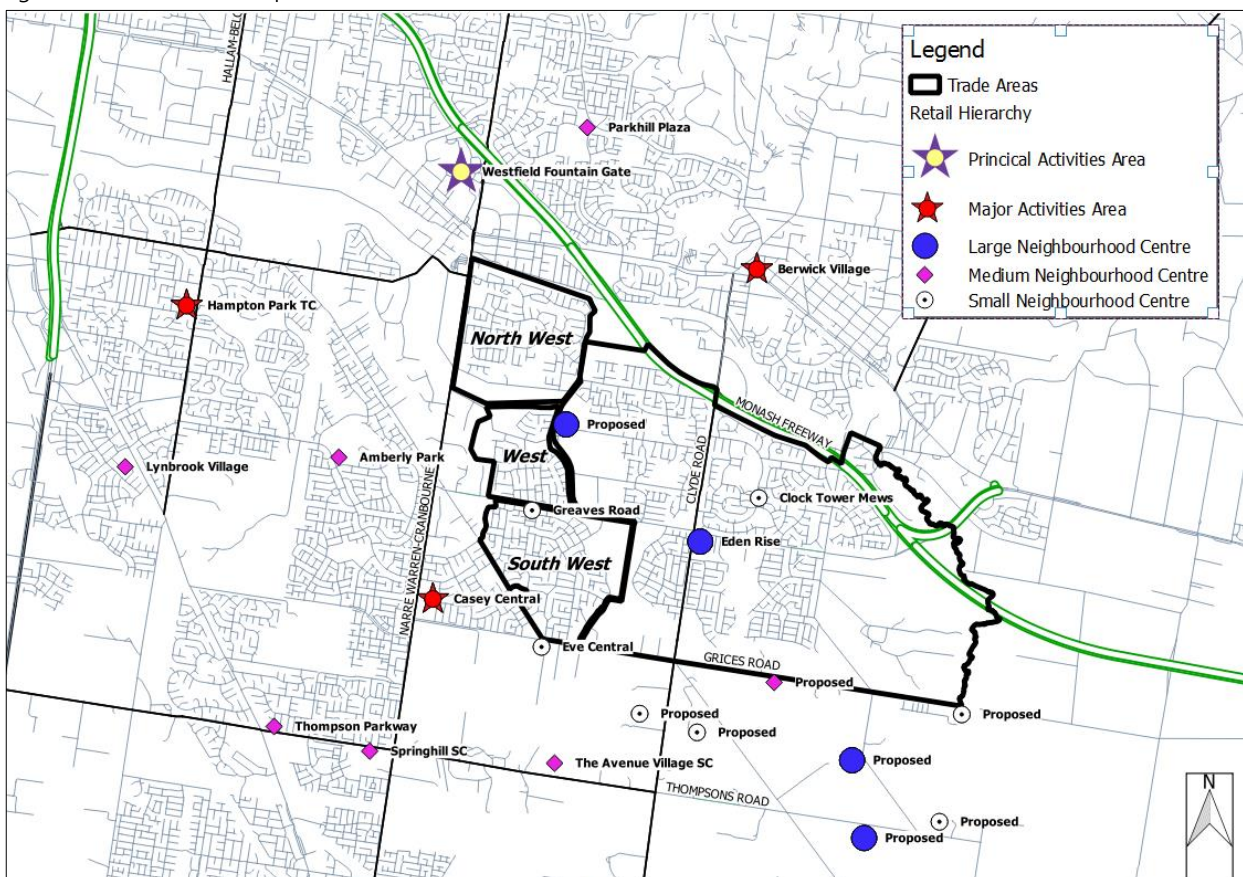 HALLAM-BELG
Legend
Trade Areas
Retail Hierarchy
Princical Activities Area
Major Activities Area
Large Neighbourhood Centre
Medium Neighbourhood Centre
Small Neighbourhood Centre
Parkhill Plaza
Westfield Fountain Gate
Berwick Village
Hampton Park TC
North West
MONASH FREEWAY
Proposed
CLYDE ROAD
West
Amberly Park
Lynbrook Village
Clock Tower Mews
Greaves Road
Eden Rise
NARRE WARREN-CRANBOURNE
South West
Casey Central
Eve Central
GRICES ROAD
Proposed
Proposed
Proposed
Proposed
Thompson Parkway
Springhill SC
The Avenue Village SC
Proposed
THOMPSONS ROAD
Proposed
Proposed
N